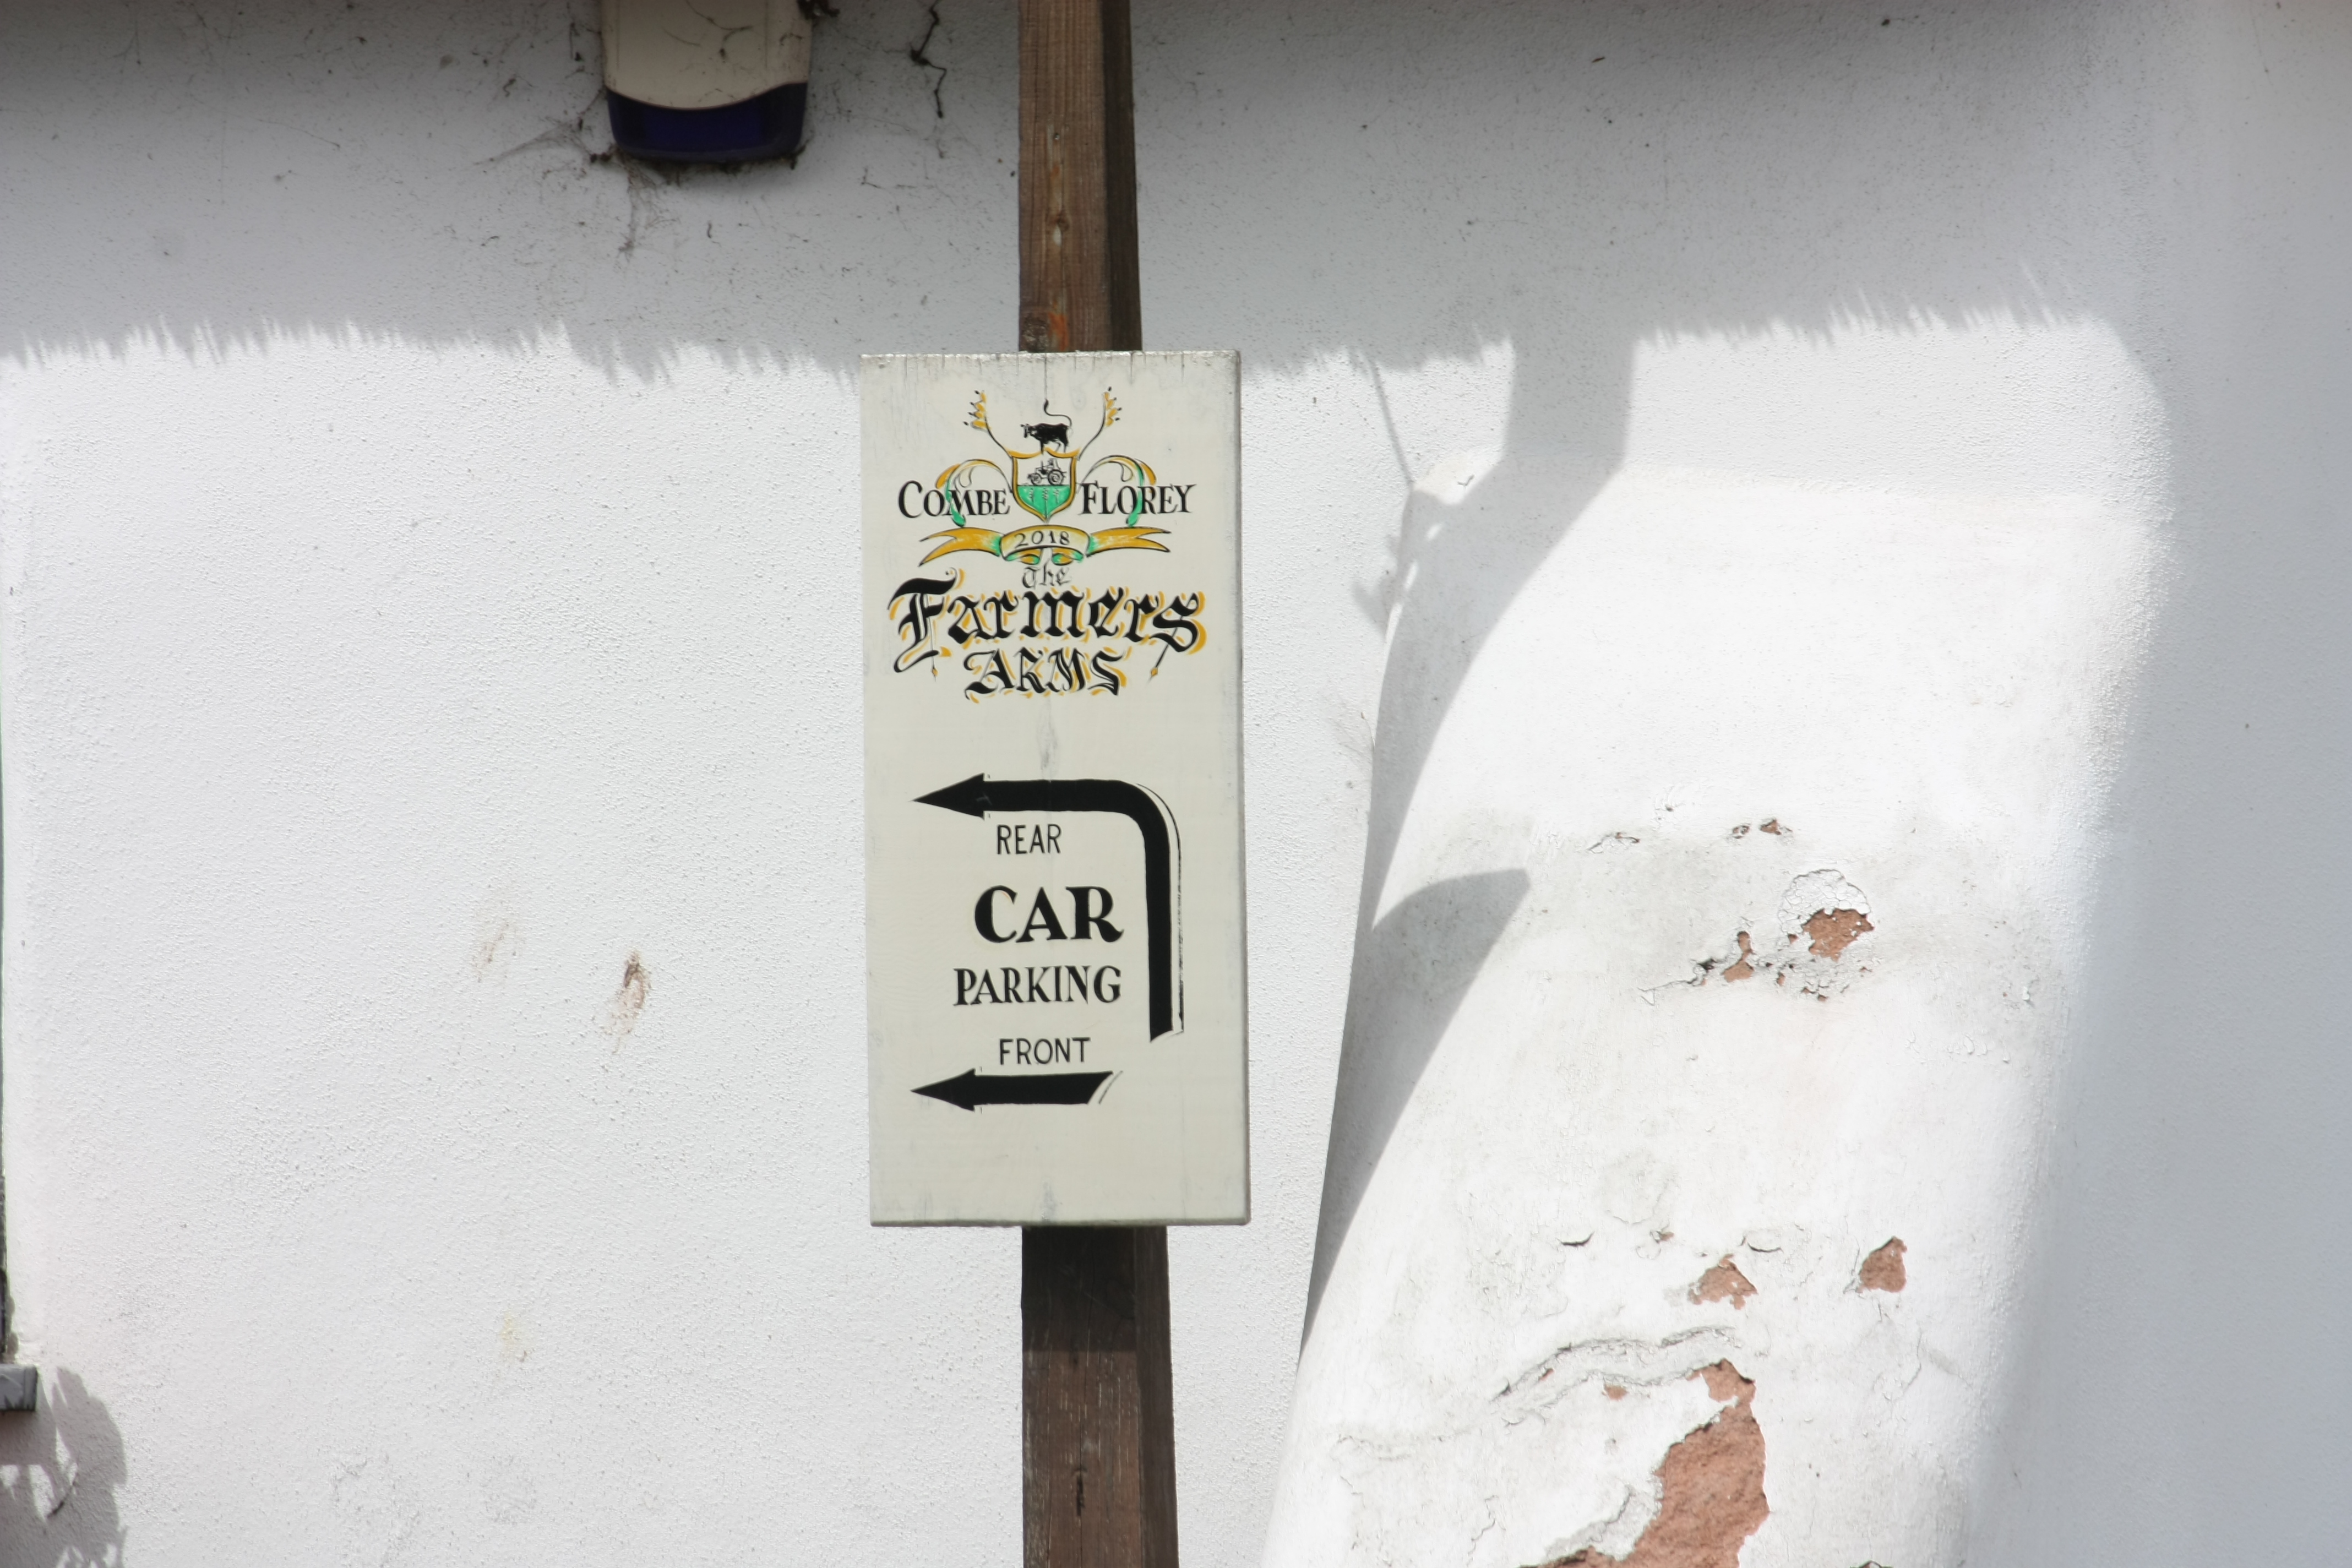 COMBE FLOREY
2018
The
Farmers
ARMS
REAR
CAR
PARKING
FRONT